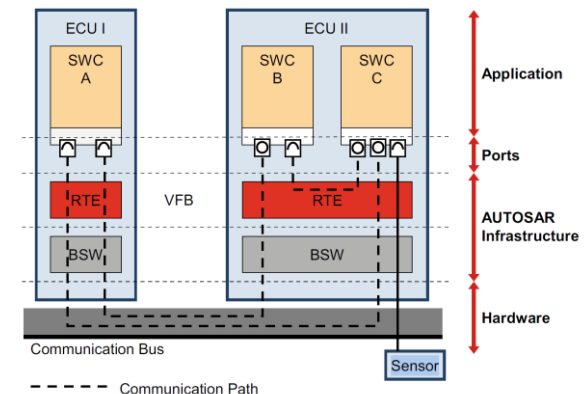 ECU I
ECU II
SWC
A
SWC
B
SWC
C
Application
Ports
RTE
VFB
RTE
AUTOSAR
Infrastructure
BSW
BSW
Hardware
Communication Bus
Sensor
Communication Path